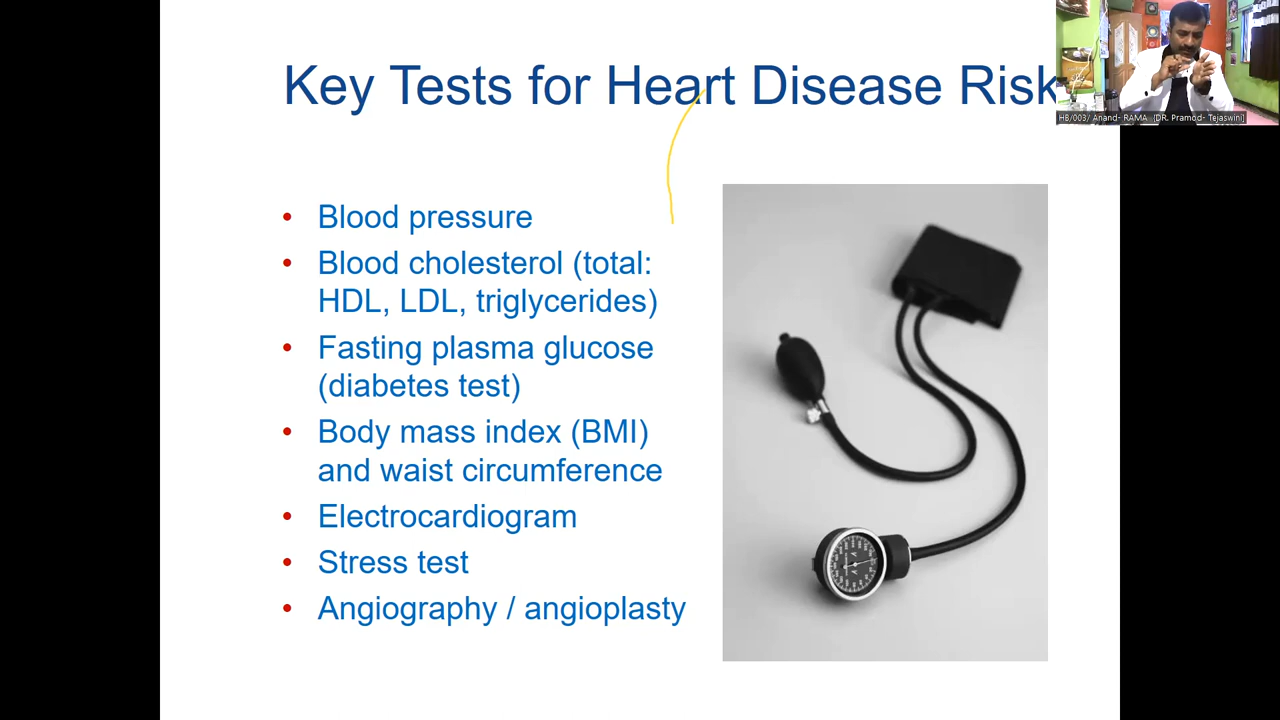 Key Tests for Heart Disease Risk
HB/003/ Anand- RAMA (DR. Pramod- Tejaswini]
• Blood pressure
• Blood cholesterol (total:
HDL, LDL, triglycerides)
• Fasting plasma glucose
(diabetes test)
• Body mass index (BMI)
and waist circumference
• Electrocardiogram
• Stress test
• Angiography / angioplasty